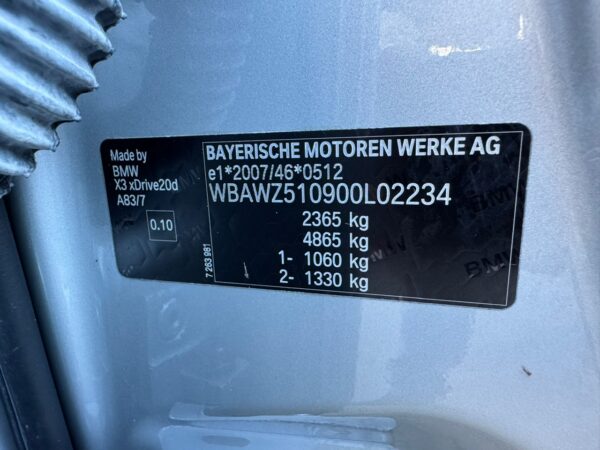 Made by
BMW
X3 xDrive20d
A83/7
0.10
7 263 981
BAYERISCHE MOTOREN WERKE AG
e1*2007/46*0512
WBAWZ510900L02234
2365 kg
4865 kg
1- 1060 kg
2- 1330 kg
BMW